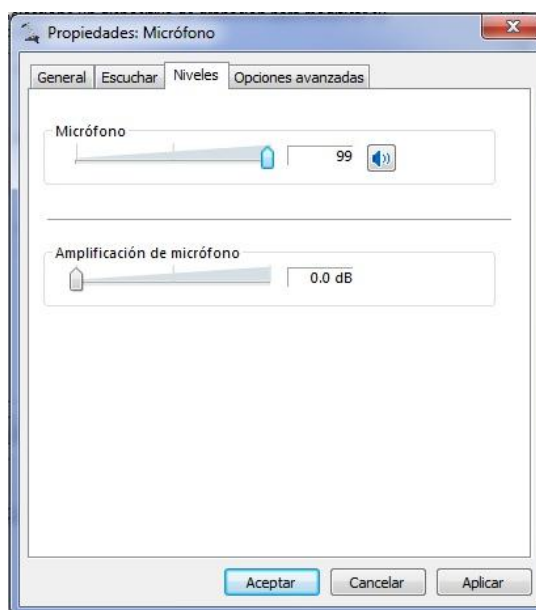 Propiedades: Micrófono
General Escuchar Niveles Opciones avanzadas
Micrófono
99
Amplificación de micrófono
0.0 dB
Aceptar Cancelar Aplicar